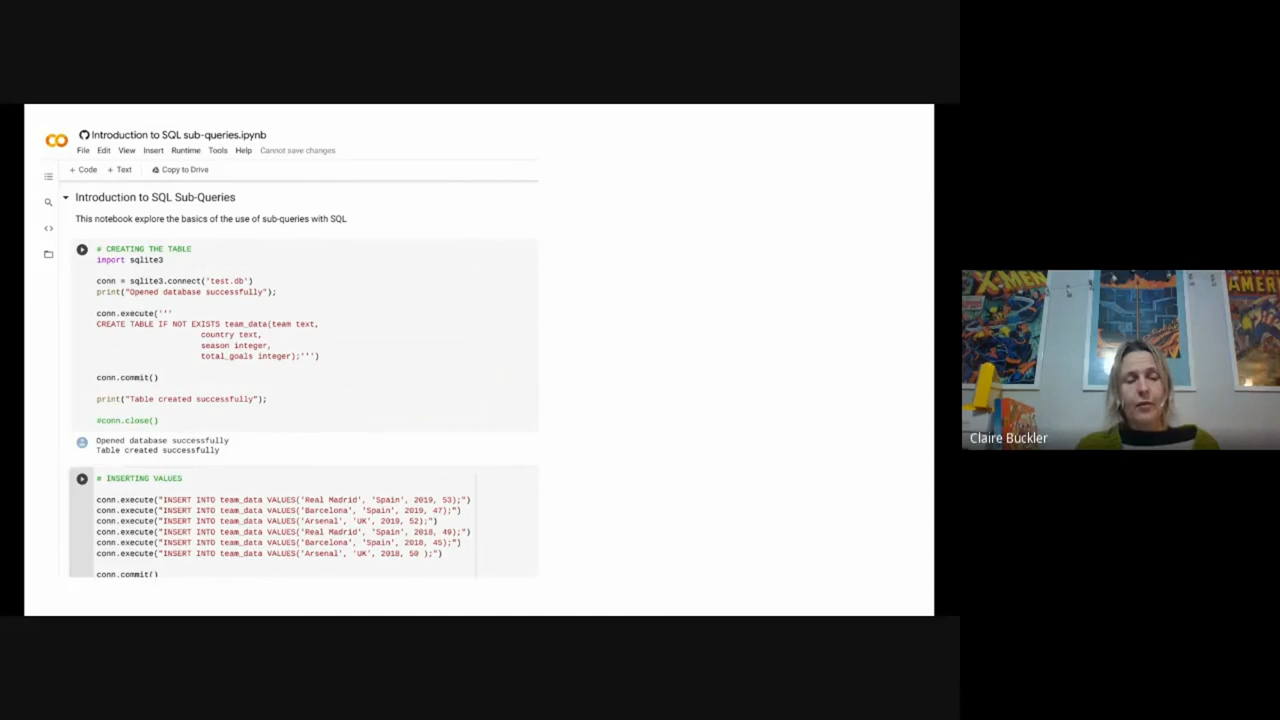 Introduction to SQL sub-queries.ipynb
File Edit View Insert Runtime Tools Help Cannot save changes
+ Code + Text Copy to Drive
Introduction to SQL Sub-Queries
This notebook explore the basics of the use of sub-queries with SQL
# CREATING THE TABLE
import sqlite3
conn = sqlite3.connect('test.db')
print("Opened database successfully");
conn.execute('''
CREATE TABLE IF NOT EXISTS team_data(team text,
country text,
season integer,
total_goals integer);''')
conn.commit()
print("Table created successfully");
#conn.close()
Opened database successfully
Table created successfully
# INSERTING VALUES
conn.execute("INSERT INTO team_data VALUES('Real Madrid', 'Spain', 2019, 53);")
conn.execute("INSERT INTO team_data VALUES('Barcelona', 'Spain', 2019, 47);")
conn.execute("INSERT INTO team_data VALUES('Arsenal', 'UK', 2019, 52);")
conn.execute("INSERT INTO team_data VALUES('Real Madrid', 'Spain', 2018, 49);")
conn.execute("INSERT INTO team_data VALUES('Barcelona', 'Spain', 2018, 45);")
conn.execute("INSERT INTO team_data VALUES('Arsenal', 'UK', 2018, 50 );")
conn.commit()
X-MEN
AMERI
Claire Buckler